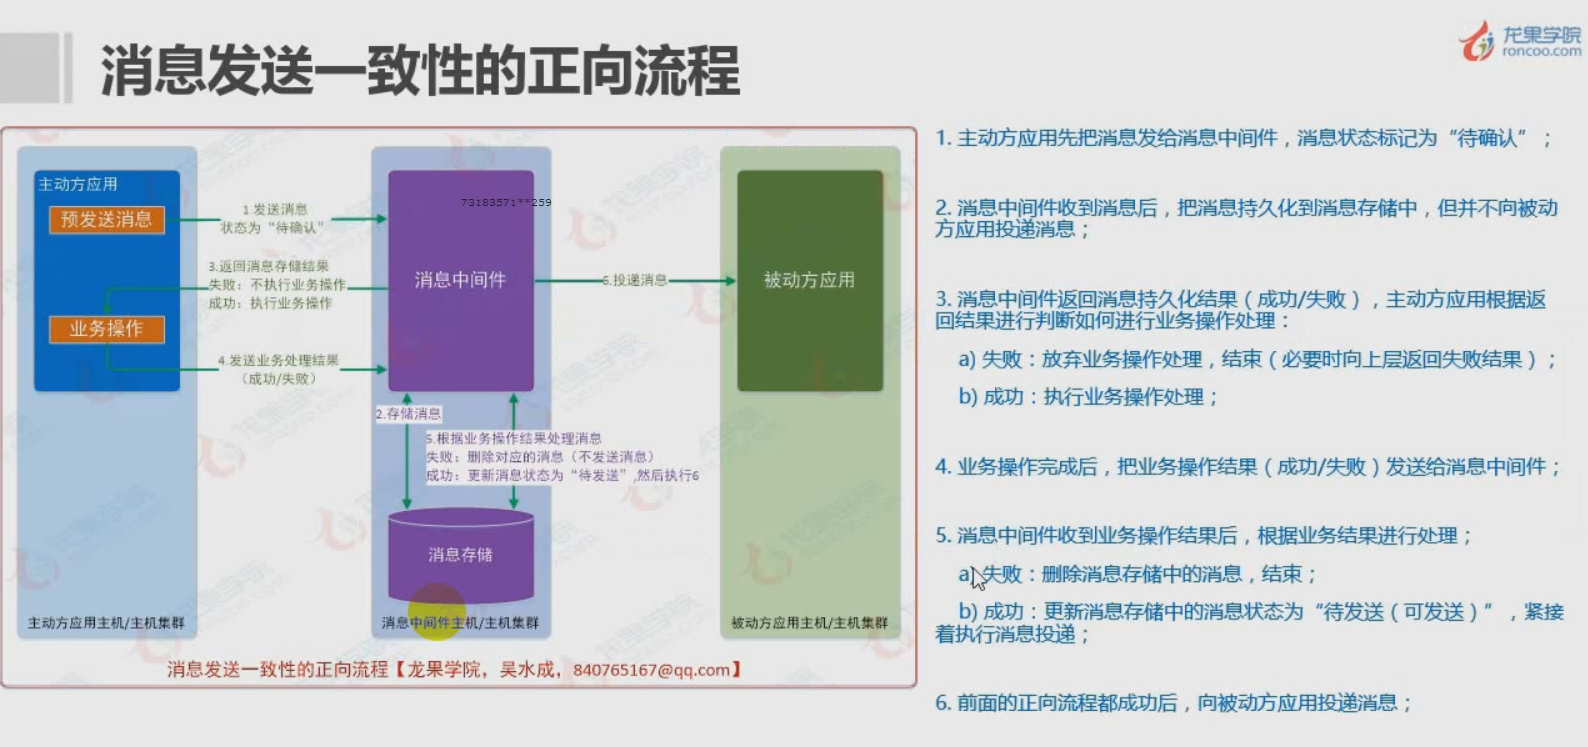 消息发送一致性的正向流程
龙果学院
roncoo.com
主动方应用
预发送消息
1.发送消息
状态为“待确认”
3.返回消息存储结果
失败：不执行业务操作
成功：执行业务操作
业务操作
4.发送业务处理结果
（成功/失败）
73183571**259
消息中间件
6.投递消息
被动方应用
2.存储消息
5.根据业务操作结果处理消息
失败：删除对应的消息（不发送消息）
成功：更新消息状态为“待发送”,然后执行6
消息存储
主动方应用主机/主机集群
消息中间件主机/主机集群
被动方应用主机/主机集群
消息发送一致性的正向流程【龙果学院，吴水成，840765167@qq.com】
1. 主动方应用先把消息发给消息中间件，消息状态标记为“待确认”；
2. 消息中间件收到消息后，把消息持久化到消息存储中，但并不向被动
方应用投递消息；
3. 消息中间件返回消息持久化结果（成功/失败），主动方应用根据返
回结果进行判断如何进行业务操作处理：
a) 失败：放弃业务操作处理，结束（必要时向上层返回失败结果）；
b) 成功：执行业务操作处理；
4. 业务操作完成后，把业务操作结果（成功/失败）发送给消息中间件；
5. 消息中间件收到业务操作结果后，根据业务结果进行处理；
a) 失败：删除消息存储中的消息，结束；
b) 成功：更新消息存储中的消息状态为“待发送（可发送）”，紧接
着执行消息投递；
6. 前面的正向流程都成功后，向被动方应用投递消息；